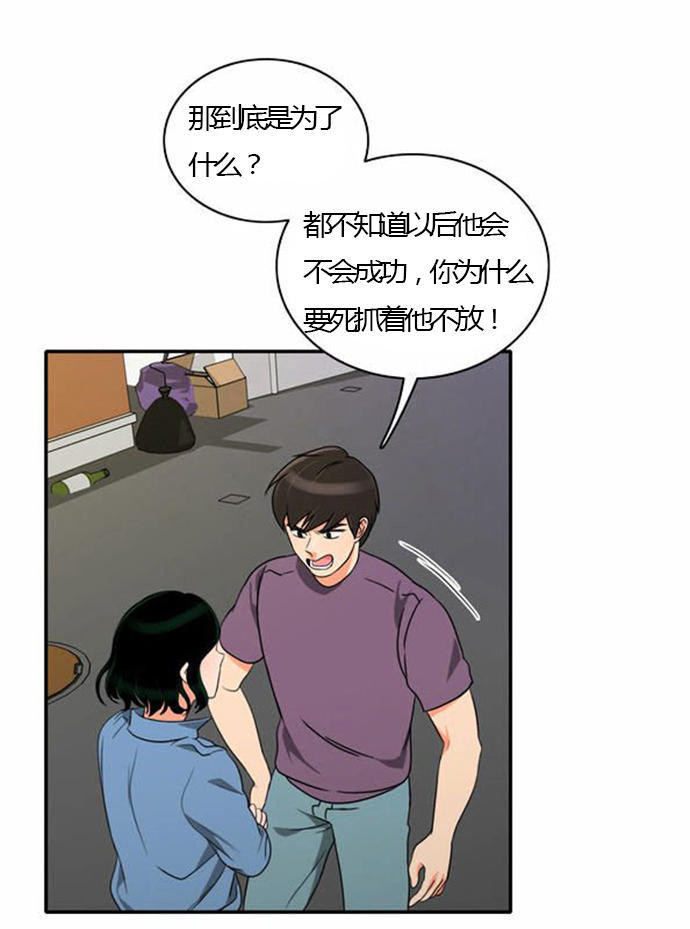 那到底是为了
什么？
都不知道以后他会
不会成功，你为什么
要死抓着他不放！